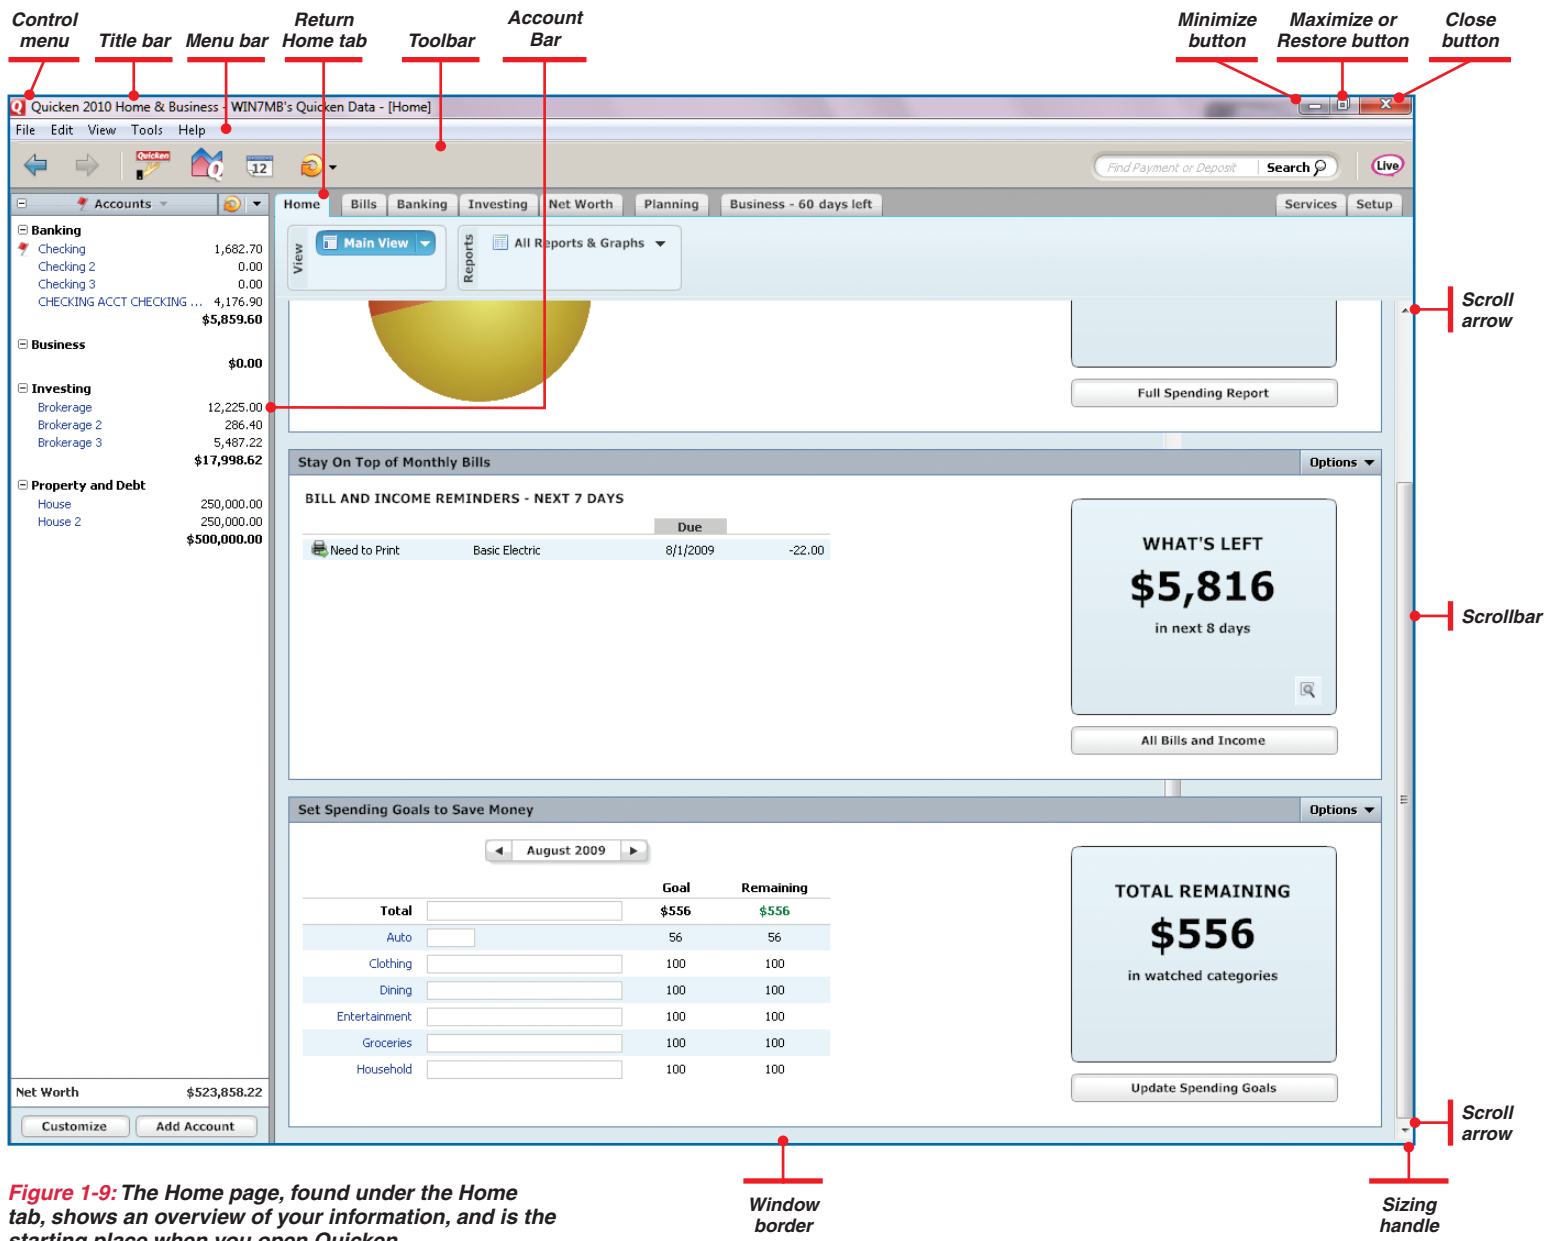 Control menu
Title bar
Menu bar
Return Home tab
Toolbar
Account Bar
Minimize button
Maximize or Restore button
Close button
Quicken 2010 Home & Business - WIN7MB's Quicken Data - [Home]
File Edit View Tools Help
Quicken
12
Find Payment or Deposit
Search
Live
Accounts
Home Bills Banking Investing Net Worth Planning Business - 60 days left Services Setup
View
Main View
Reports
All Reports & Graphs
Banking
Checking 1,682.70
Checking 2 0.00
Checking 3 0.00
CHECKING ACCT CHECKING ... 4,176.90
$5,859.60
Business
$0.00
Investing
Brokerage 12,225.00
Brokerage 2 286.40
Brokerage 3 5,487.22
$17,998.62
Property and Debt
House 250,000.00
House 2 250,000.00
$500,000.00
Net Worth $523,858.22
Customize
Add Account
Full Spending Report
Stay On Top of Monthly Bills
Options
BILL AND INCOME REMINDERS - NEXT 7 DAYS
Due
Need to Print Basic Electric 8/1/2009 -22.00
WHAT'S LEFT
$5,816
in next 8 days
All Bills and Income
Set Spending Goals to Save Money
Options
August 2009
Goal Remaining
Total $556 $556
Auto 56 56
Clothing 100 100
Dining 100 100
Entertainment 100 100
Groceries 100 100
Household 100 100
TOTAL REMAINING
$556
in watched categories
Update Spending Goals
Scroll arrow
Scrollbar
Scroll arrow
Window border
Sizing handle
Figure 1-9: The Home page, found under the Home
tab, shows an overview of your information, and is the
starting place when you open Quicken